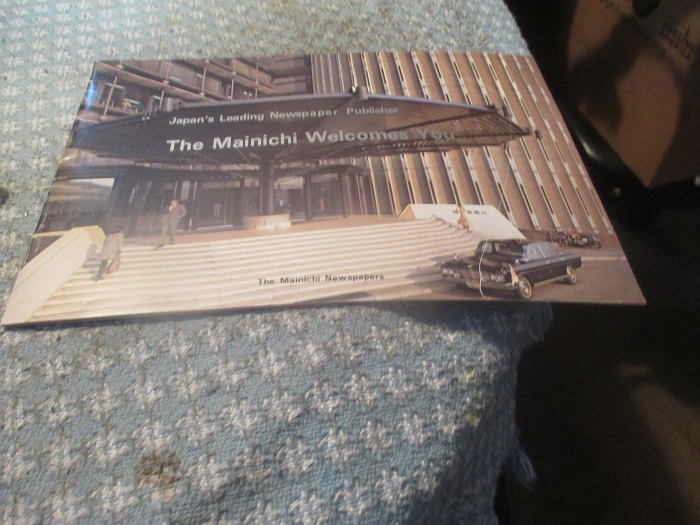 Japan's Leading Newspaper Publisher
The Mainichi Welcomes You
The Mainichi Newspapers